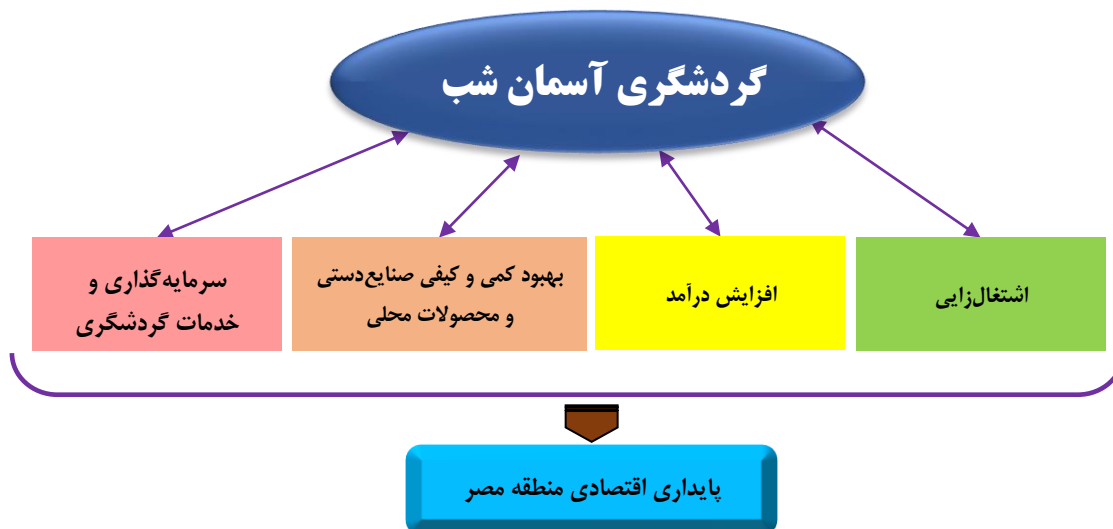 گردشگری آسمان شب
اشتغال‌زایی
افزایش درآمد
بهبود کمی و کیفی صنایع‌دستی
و محصولات محلی
سرمایه‌گذاری و
خدمات گردشگری
پایداری اقتصادی منطقه مصر